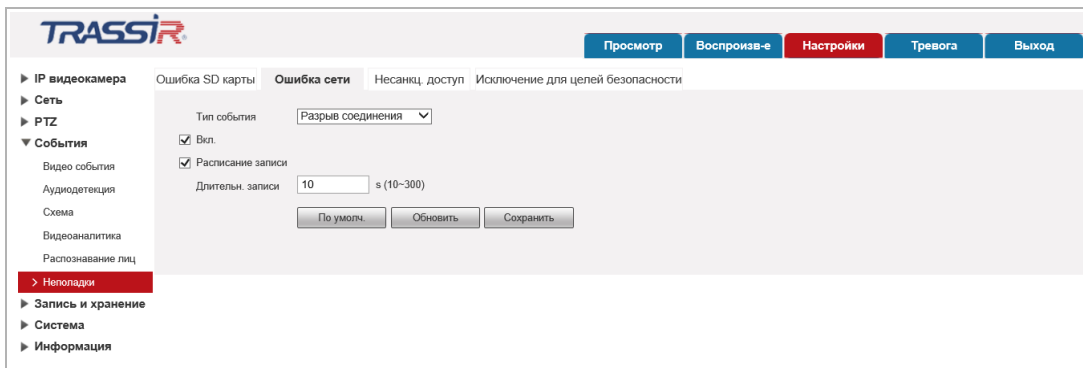 TRASSIR
Просмотр Воспроизв-е Настройки Тревога Выход
IP видеокамера
Сеть
PTZ
События
Видео события
Аудиодетекция
Схема
Видеоаналитика
Распознавание лиц
Неполадки
Запись и хранение
Система
Информация
Ошибка SD карты Ошибка сети Несанкц. доступ Исключение для целей безопасности
Тип события Разрыв соединения
Вкл.
Расписание записи
Длительн. записи 10 s (10~300)
По умолч. Обновить Сохранить